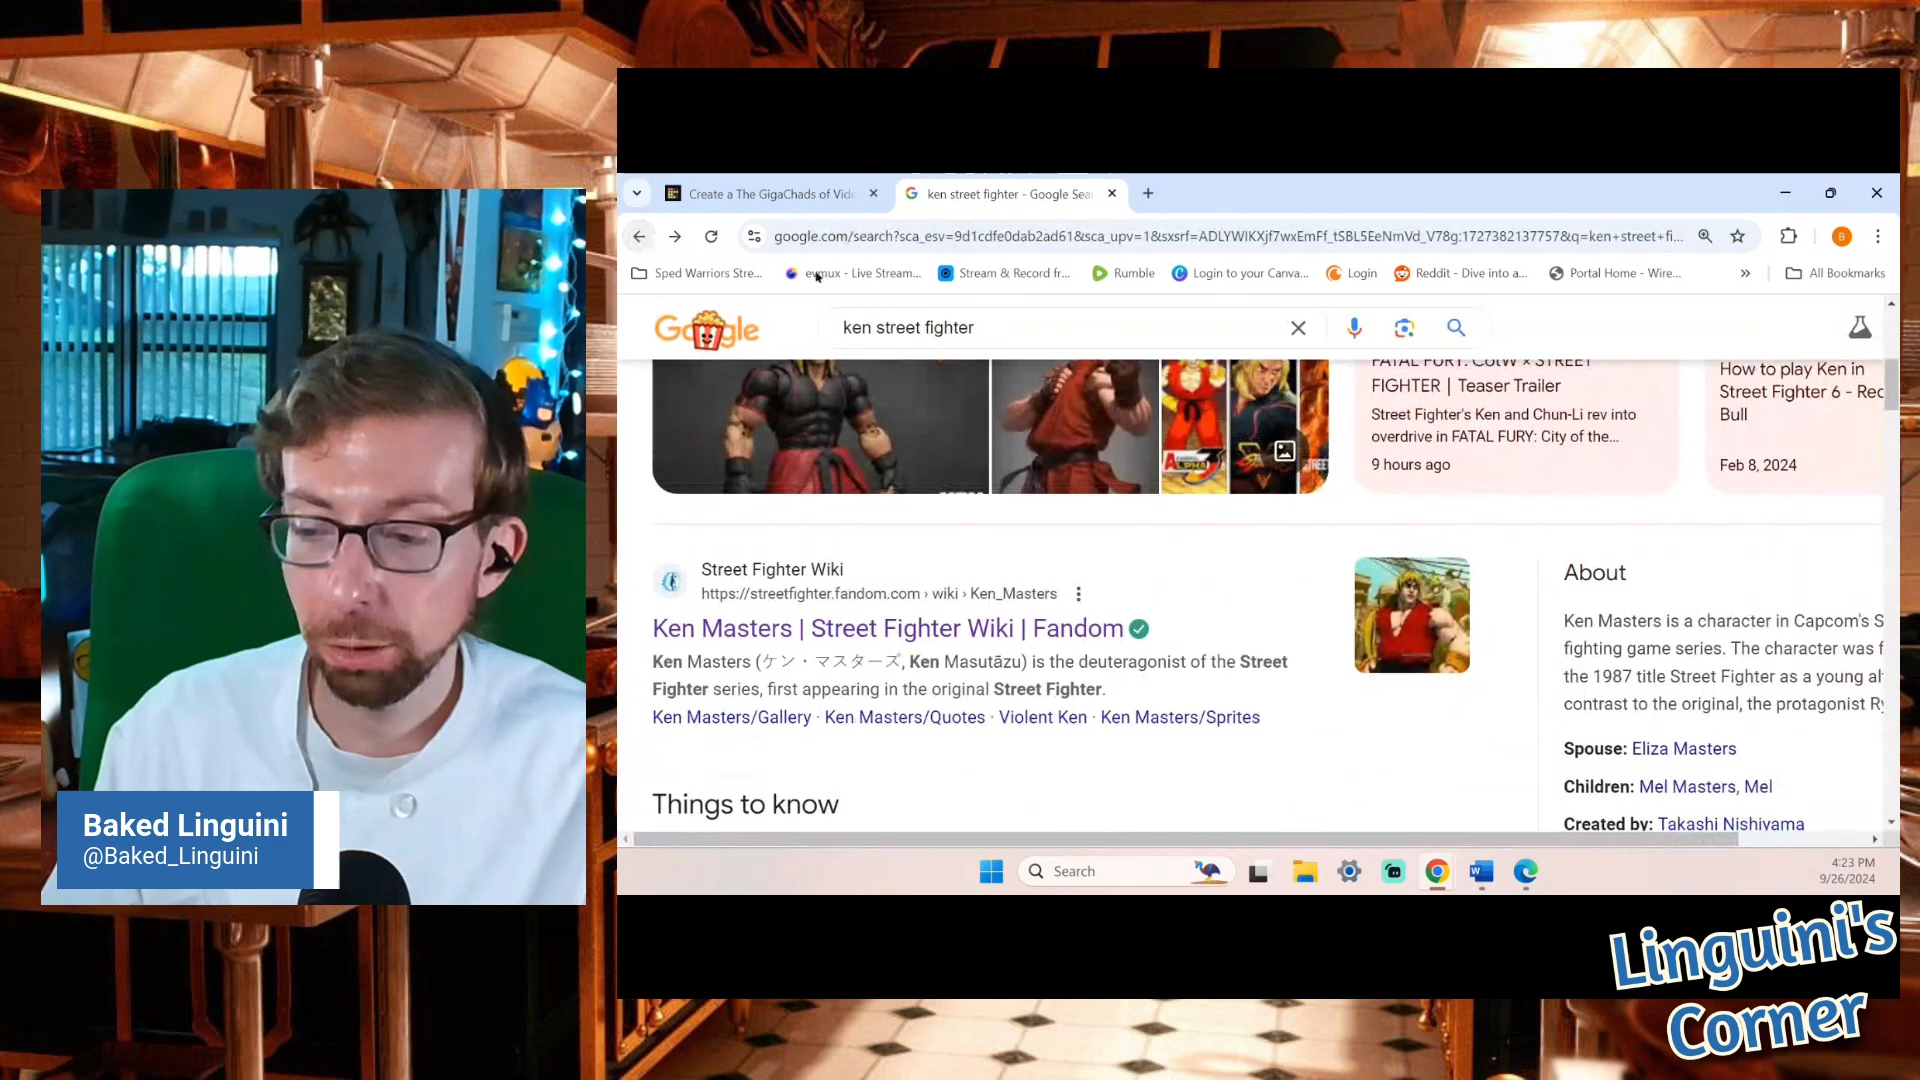 Create a The GigaChads of Vide
ken street fighter - Google Sea
google.com/search?sca_esv=9d1cdfe0dab2ad61&sca_upv=1&sxsrf=ADLYWIKXjf7wxEmFf_tSBL5EeNmVd_V78g:1727382137757&q=ken+street+fi...
Sped Warriors Stre...
evmux - Live Stream...
Stream & Record fr...
Rumble
Login to your Canva...
Login
Reddit - Dive into a...
Portal Home - Wire...
All Bookmarks
B
Google
ken street fighter
FATAL FURY: CotW × STREET
FIGHTER | Teaser Trailer
Street Fighter's Ken and Chun-Li rev into
overdrive in FATAL FURY: City of the...
9 hours ago
How to play Ken in
Street Fighter 6 - Red
Bull
Feb 8, 2024
Street Fighter Wiki
https://streetfighter.fandom.com › wiki › Ken_Masters
Ken Masters | Street Fighter Wiki | Fandom
Ken Masters (ケン・マスターズ, Ken Masutāzu) is the deuteragonist of the Street
Fighter series, first appearing in the original Street Fighter.
Ken Masters/Gallery · Ken Masters/Quotes · Violent Ken · Ken Masters/Sprites
Things to know
About
Ken Masters is a character in Capcom's S
fighting game series. The character was f
the 1987 title Street Fighter as a young al
contrast to the original, the protagonist Ry
Spouse: Eliza Masters
Children: Mel Masters, Mel
Created by: Takashi Nishiyama
Search
4:23 PM
9/26/2024
Baked Linguini
@Baked_Linguini
Linguini's
Corner